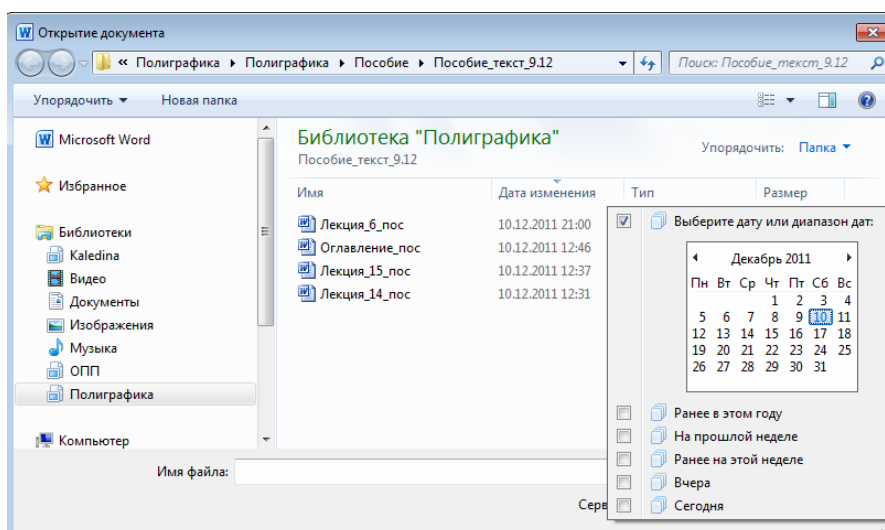 Открытие документа
« Полиграфика Полиграфика Пособие Пособие_текст_9.12 Поиск: Пособие_текст_9.12
Упорядочить Новая папка
Microsoft Word
Избранное
Библиотеки
Kaledina
Видео
Документы
Изображения
Музыка
ОПП
Полиграфика
Компьютер
Библиотека "Полиграфика"
Пособие_текст_9.12
Упорядочить: Папка
Имя Дата изменения Тип Размер
Лекция_6_пос 10.12.2011 21:00
Оглавление_пос 10.12.2011 12:46
Лекция_15_пос 10.12.2011 12:37
Лекция_14_пос 10.12.2011 12:31
Выберите дату или диапазон дат:
Декабрь 2011
Пн Вт Ср Чт Пт Сб Вс
1 2 3 4
5 6 7 8 9 10 11
12 13 14 15 16 17 18
19 20 21 22 23 24 25
26 27 28 29 30 31
Ранее в этом году
На прошлой неделе
Ранее на этой неделе
Вчера
Сегодня
Имя файла:
Серв